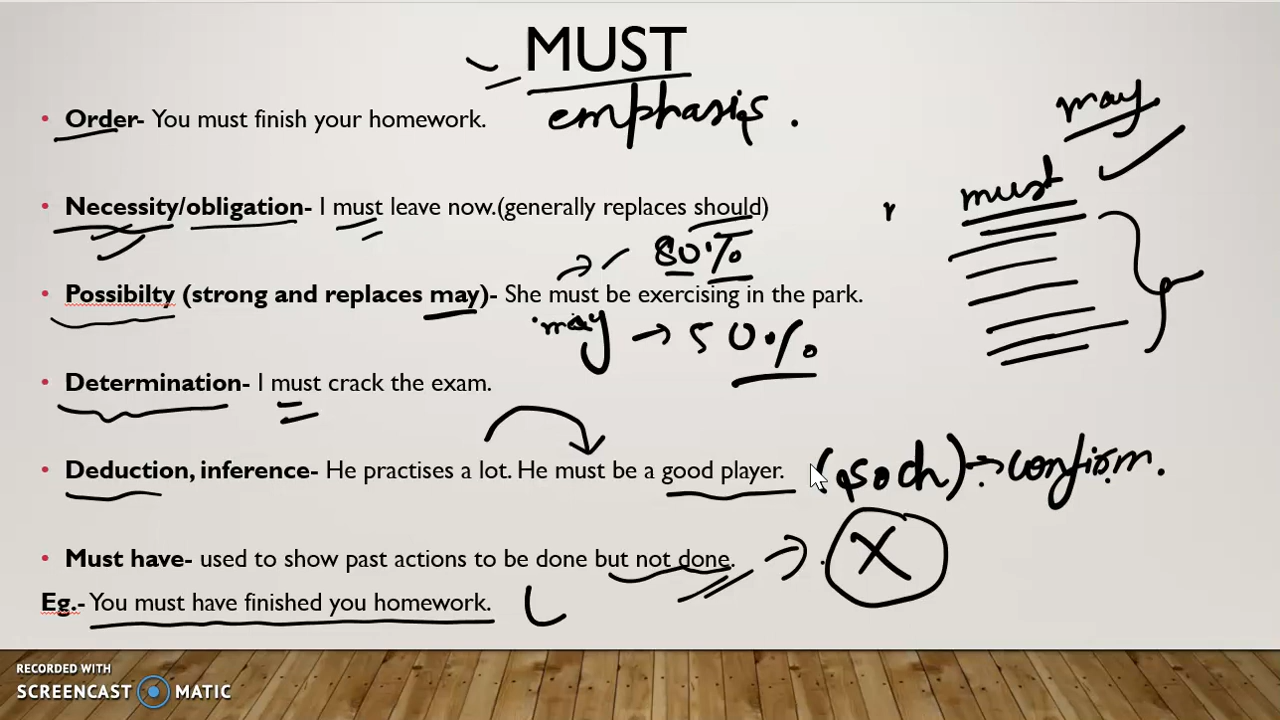 MUST
emphasis.
may
• Order- You must finish your homework.
must
• Necessity/obligation- I must leave now.(generally replaces should)
80%
• Possibilty (strong and replaces may)- She must be exercising in the park.
may → 50%
• Determination- I must crack the exam.
• Deduction, inference- He practises a lot. He must be a good player. (soch) → confirm.
• Must have- used to show past actions to be done but not done. → X
Eg.- You must have finished you homework.
RECORDED WITH
SCREENCAST MATIC